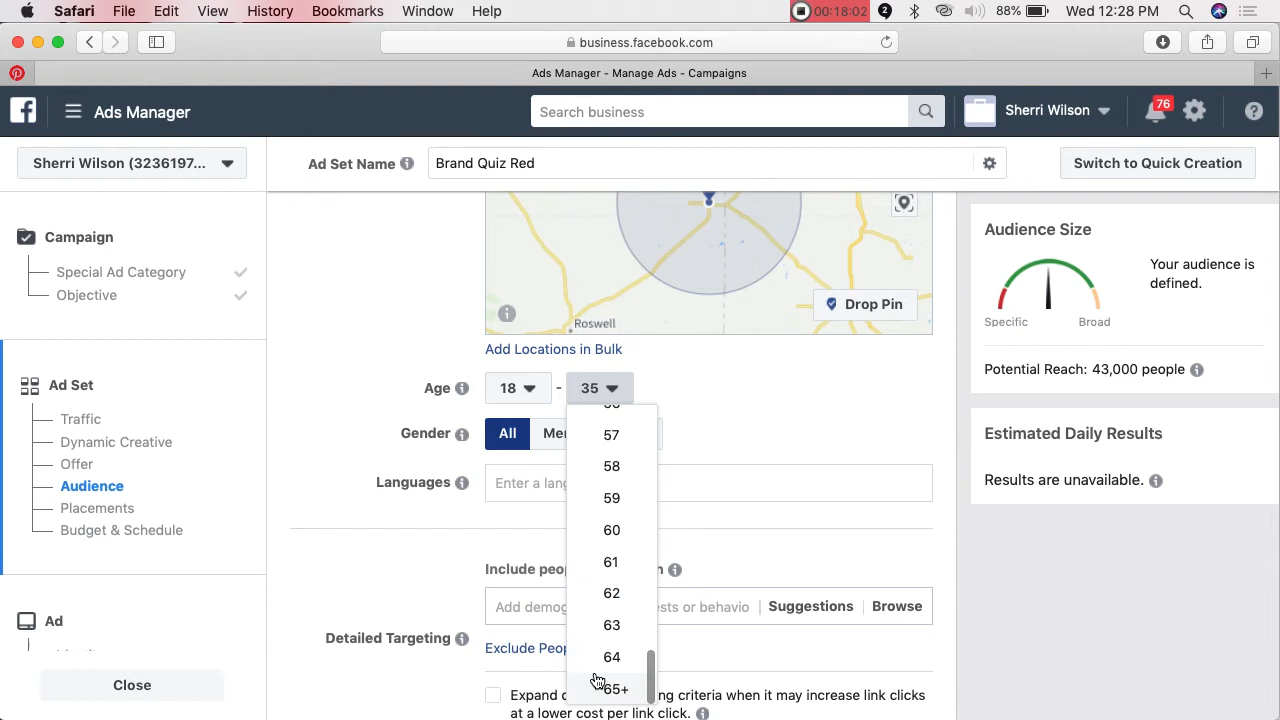 Safari File Edit View History Bookmarks Window Help 00:18:02 2 88% Wed 12:28 PM
business.facebook.com
Ads Manager - Manage Ads - Campaigns
Ads Manager Search business Sherri Wilson 76
Sherri Wilson (3236197... Ad Set Name Brand Quiz Red Switch to Quick Creation
Campaign
Special Ad Category
Objective
Ad Set
Traffic
Dynamic Creative
Offer
Audience
Placements
Budget & Schedule
Ad
Close
Roswell
Drop Pin
Add Locations in Bulk
Age 18 - 35
Gender All
Languages Enter a
57
58
59
60
61
62
63
64
65+
Include
Suggestions Browse
Detailed Targeting
Exclude
Expand criteria when it may increase link clicks
at a lower cost per link click.
Audience Size
Your audience is
defined.
Specific Broad
Potential Reach: 43,000 people
Estimated Daily Results
Results are unavailable.